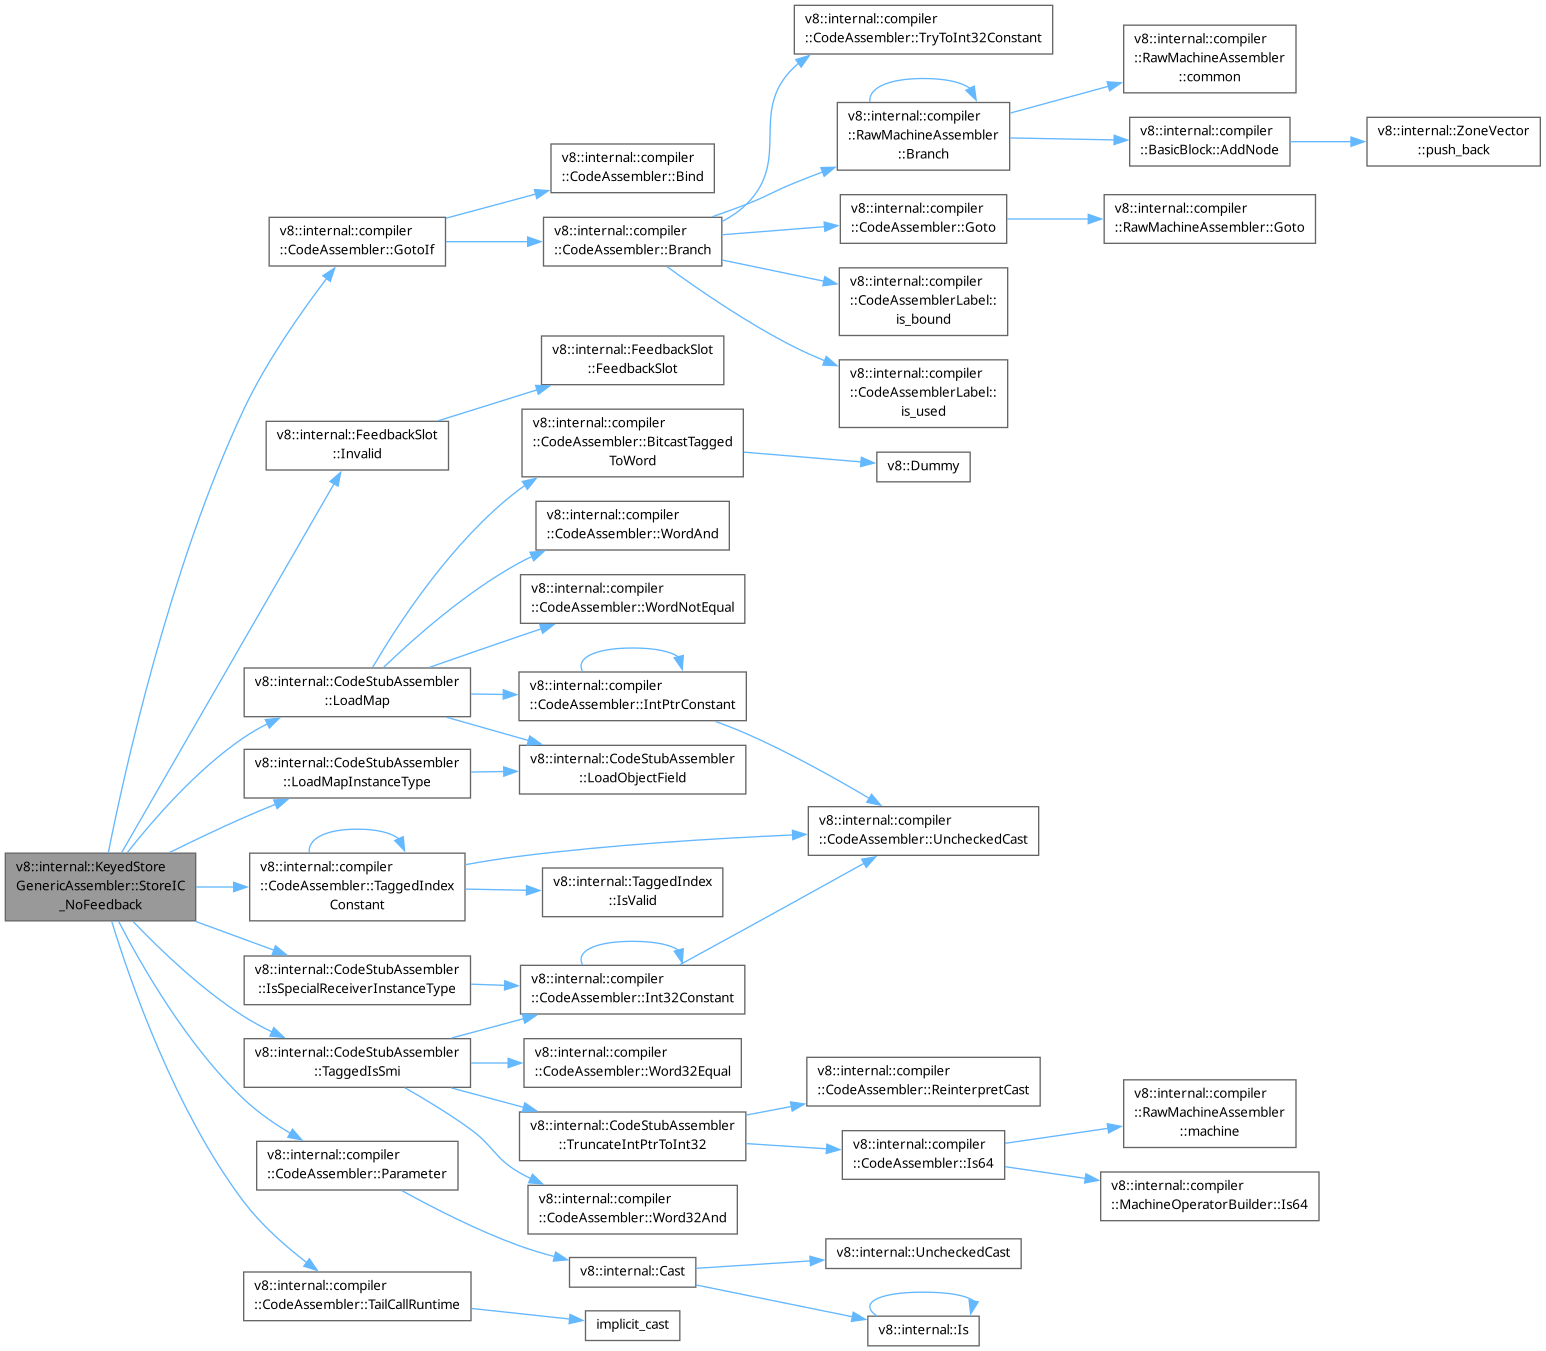 v8::internal::KeyedStore
GenericAssembler::StoreIC
_NoFeedback
v8::internal::compiler
::CodeAssembler::GotoIf
v8::internal::compiler
::CodeAssembler::Bind
v8::internal::compiler
::CodeAssembler::Branch
v8::internal::compiler
::CodeAssembler::TryToInt32Constant
v8::internal::compiler
::RawMachineAssembler
::Branch
v8::internal::compiler
::RawMachineAssembler
::common
v8::internal::compiler
::BasicBlock::AddNode
v8::internal::ZoneVector
::push_back
v8::internal::compiler
::CodeAssembler::Goto
v8::internal::compiler
::RawMachineAssembler::Goto
v8::internal::compiler
::CodeAssemblerLabel::
is_bound
v8::internal::compiler
::CodeAssemblerLabel::
is_used
v8::internal::FeedbackSlot
::Invalid
v8::internal::FeedbackSlot
::FeedbackSlot
v8::internal::CodeStubAssembler
::LoadMap
v8::internal::compiler
::CodeAssembler::BitcastTagged
ToWord
v8::Dummy
v8::internal::compiler
::CodeAssembler::WordAnd
v8::internal::compiler
::CodeAssembler::WordNotEqual
v8::internal::compiler
::CodeAssembler::IntPtrConstant
v8::internal::CodeStubAssembler
::LoadObjectField
v8::internal::CodeStubAssembler
::LoadMapInstanceType
v8::internal::compiler
::CodeAssembler::UncheckedCast
v8::internal::compiler
::CodeAssembler::TaggedIndex
Constant
v8::internal::TaggedIndex
::IsValid
v8::internal::CodeStubAssembler
::IsSpecialReceiverInstanceType
v8::internal::compiler
::CodeAssembler::Int32Constant
v8::internal::CodeStubAssembler
::TaggedIsSmi
v8::internal::compiler
::CodeAssembler::Word32Equal
v8::internal::CodeStubAssembler
::TruncateIntPtrToInt32
v8::internal::compiler
::CodeAssembler::ReinterpretCast
v8::internal::compiler
::CodeAssembler::Is64
v8::internal::compiler
::RawMachineAssembler
::machine
v8::internal::compiler
::MachineOperatorBuilder::Is64
v8::internal::compiler
::CodeAssembler::Word32And
v8::internal::compiler
::CodeAssembler::Parameter
v8::internal::Cast
v8::internal::UncheckedCast
v8::internal::Is
v8::internal::compiler
::CodeAssembler::TailCallRuntime
implicit_cast